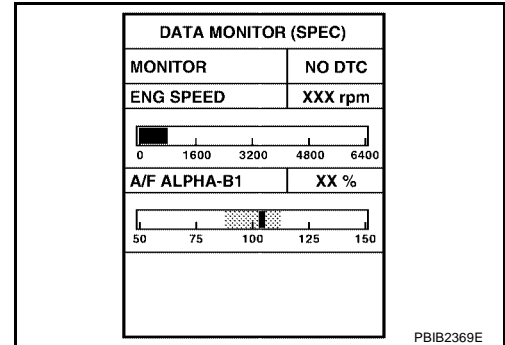 DATA MONITOR (SPEC)
MONITOR NO DTC
ENG SPEED XXX rpm
0 1600 3200 4800 6400
A/F ALPHA-B1 XX %
50 75 100 125 150
PBIB2369E